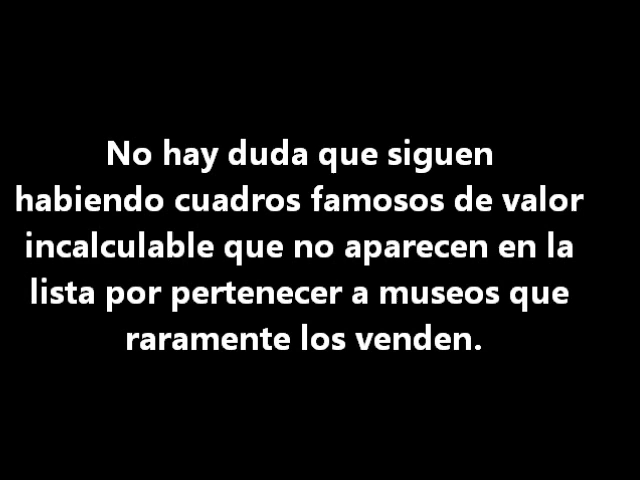 No hay duda que siguen
habiendo cuadros famosos de valor
incalculable que no aparecen en la
lista por pertenecer a museos que
raramente los venden.